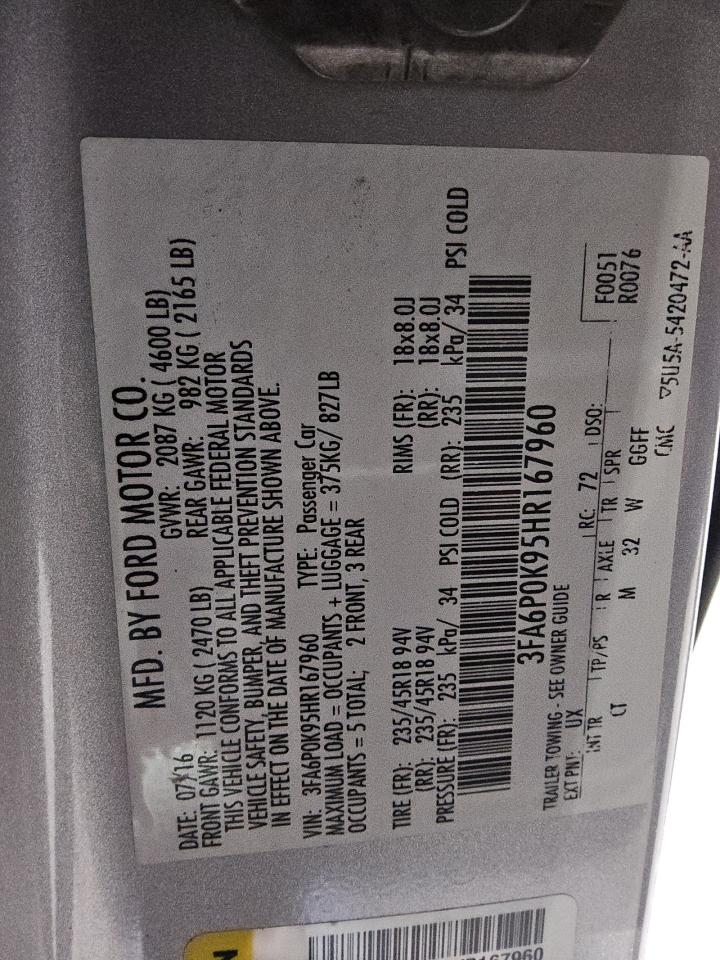 MFD. BY FORD MOTOR CO.
DATE: 07/16 GVWR: 2087 KG ( 4600 LB)
FRONT GAWR: 1120 KG ( 2470 LB) REAR GAWR: 982 KG ( 2165 LB)
THIS VEHICLE CONFORMS TO ALL APPLICABLE FEDERAL MOTOR
VEHICLE SAFETY, BUMPER, AND THEFT PREVENTION STANDARDS
IN EFFECT ON THE DATE OF MANUFACTURE SHOWN ABOVE.
VIN: 3FA6P0K95HR167960 TYPE: Passenger Car
MAXIMUM LOAD = OCCUPANTS + LUGGAGE = 375KG/ 827LB
OCCUPANTS = 5 TOTAL; 2 FRONT, 3 REAR
TIRE (FR): 235/45R18 94V RIMS (FR): 18x8.0J
(RR): 235/45R18 94V (RR): 18x8.0J
PRESSURE (FR): 235 kPa/ 34 PSI COLD (RR): 235 kPa/ 34 PSI COLD
3FA6P0K95HR167960
TRAILER TOWING - SEE OWNER GUIDE F0051
EXT PNT: UX RC: 72 DSO: R0076
INT TR TP/PS R AXLE TR SPR
CT M 32 W GGFF
CMC ▽5U5A-5420472-AA
N
167960